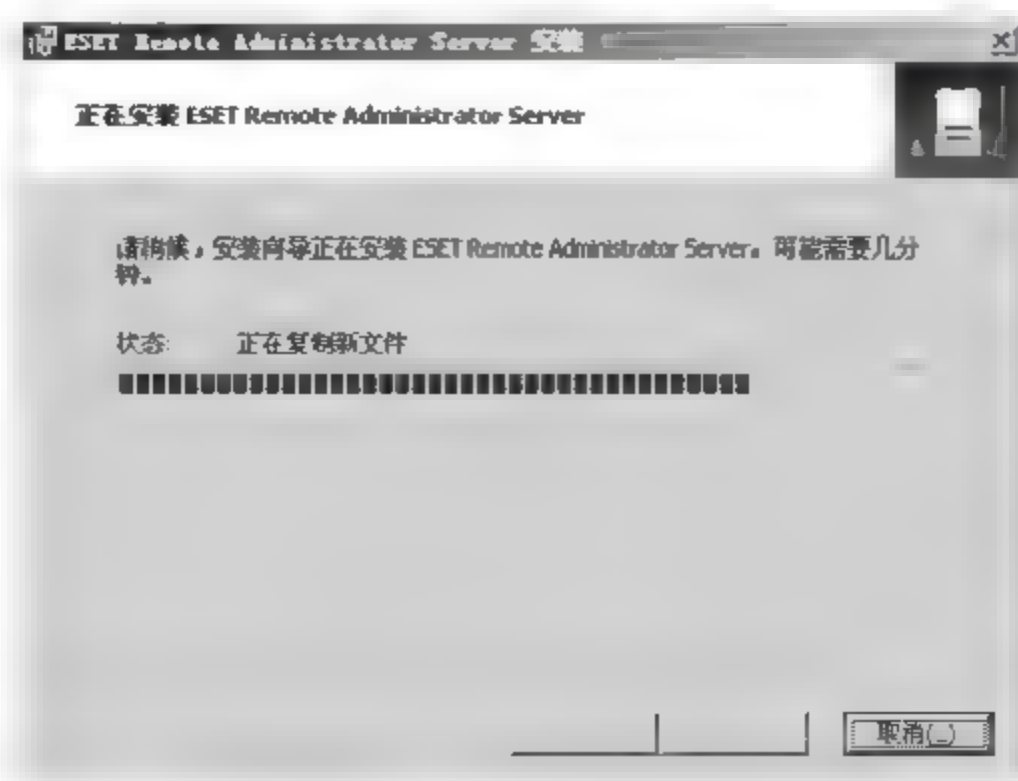 ESET Remote Administrator Server 安装
正在安装 ESET Remote Administrator Server
请稍候，安装向导正在安装 ESET Remote Administrator Server。可能需要几分
钟。
状态: 正在复制新文件
取消(_)